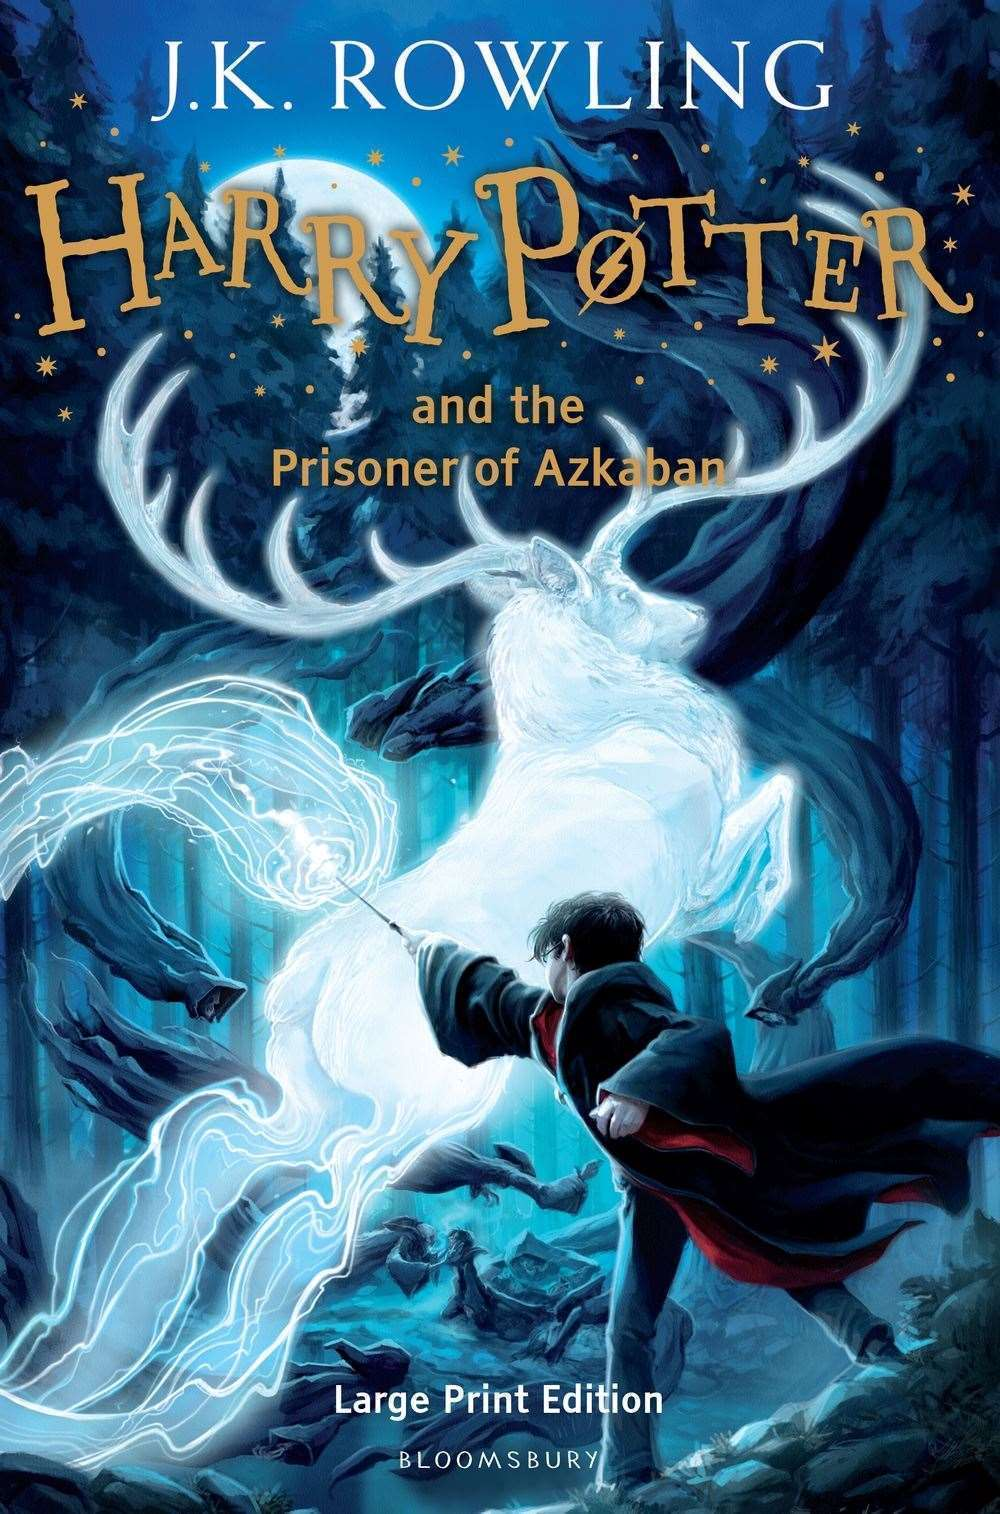 J.K. ROWLING
HARRY POTTER
and the
Prisoner of Azkaban
Large Print Edition
BLOOMSBURY